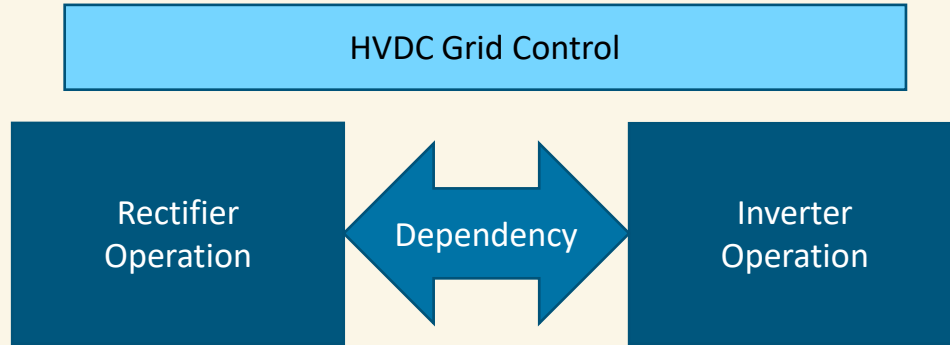 HVDC Grid Control
Rectifier
Operation
Dependency
Inverter
Operation